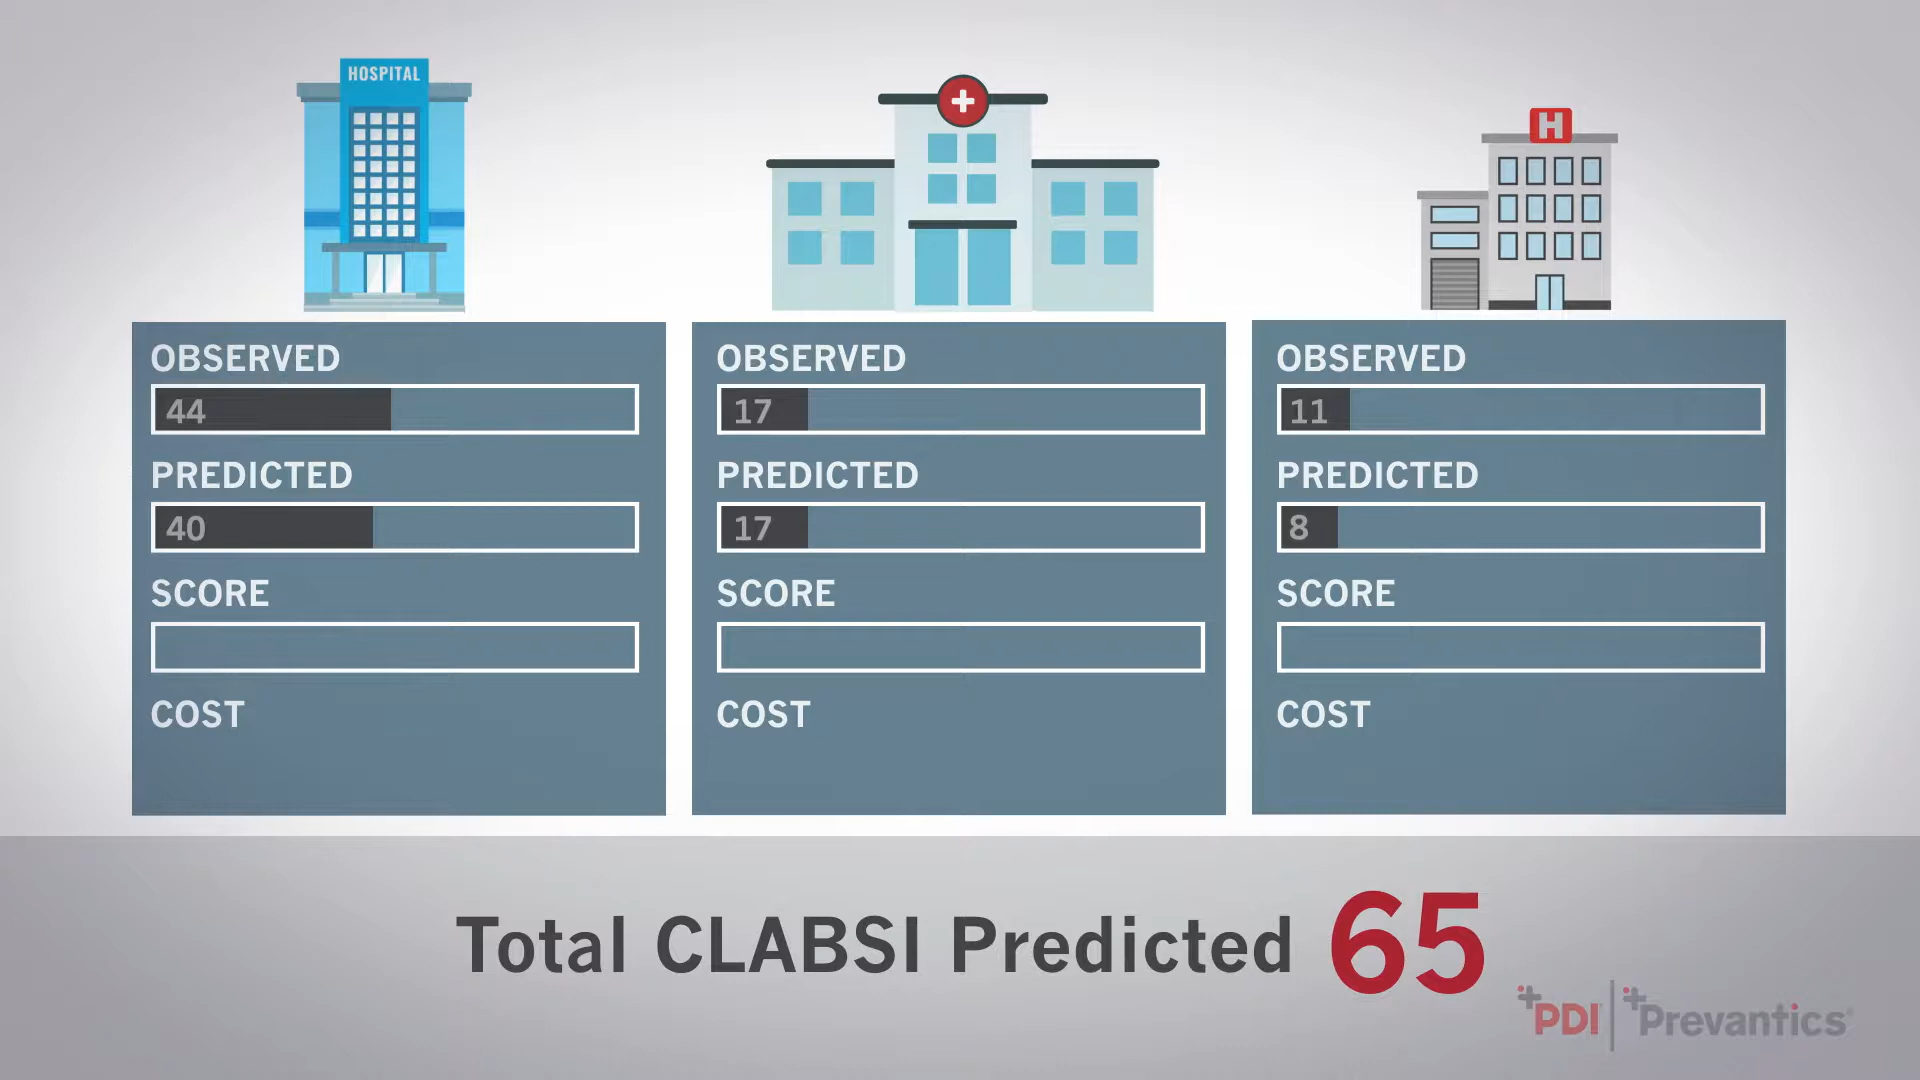 HOSPITAL
H
OBSERVED
44
PREDICTED
40
SCORE
COST
OBSERVED
17
PREDICTED
17
SCORE
COST
OBSERVED
11
PREDICTED
8
SCORE
COST
Total CLABSI Predicted 65
PDI Prevantics